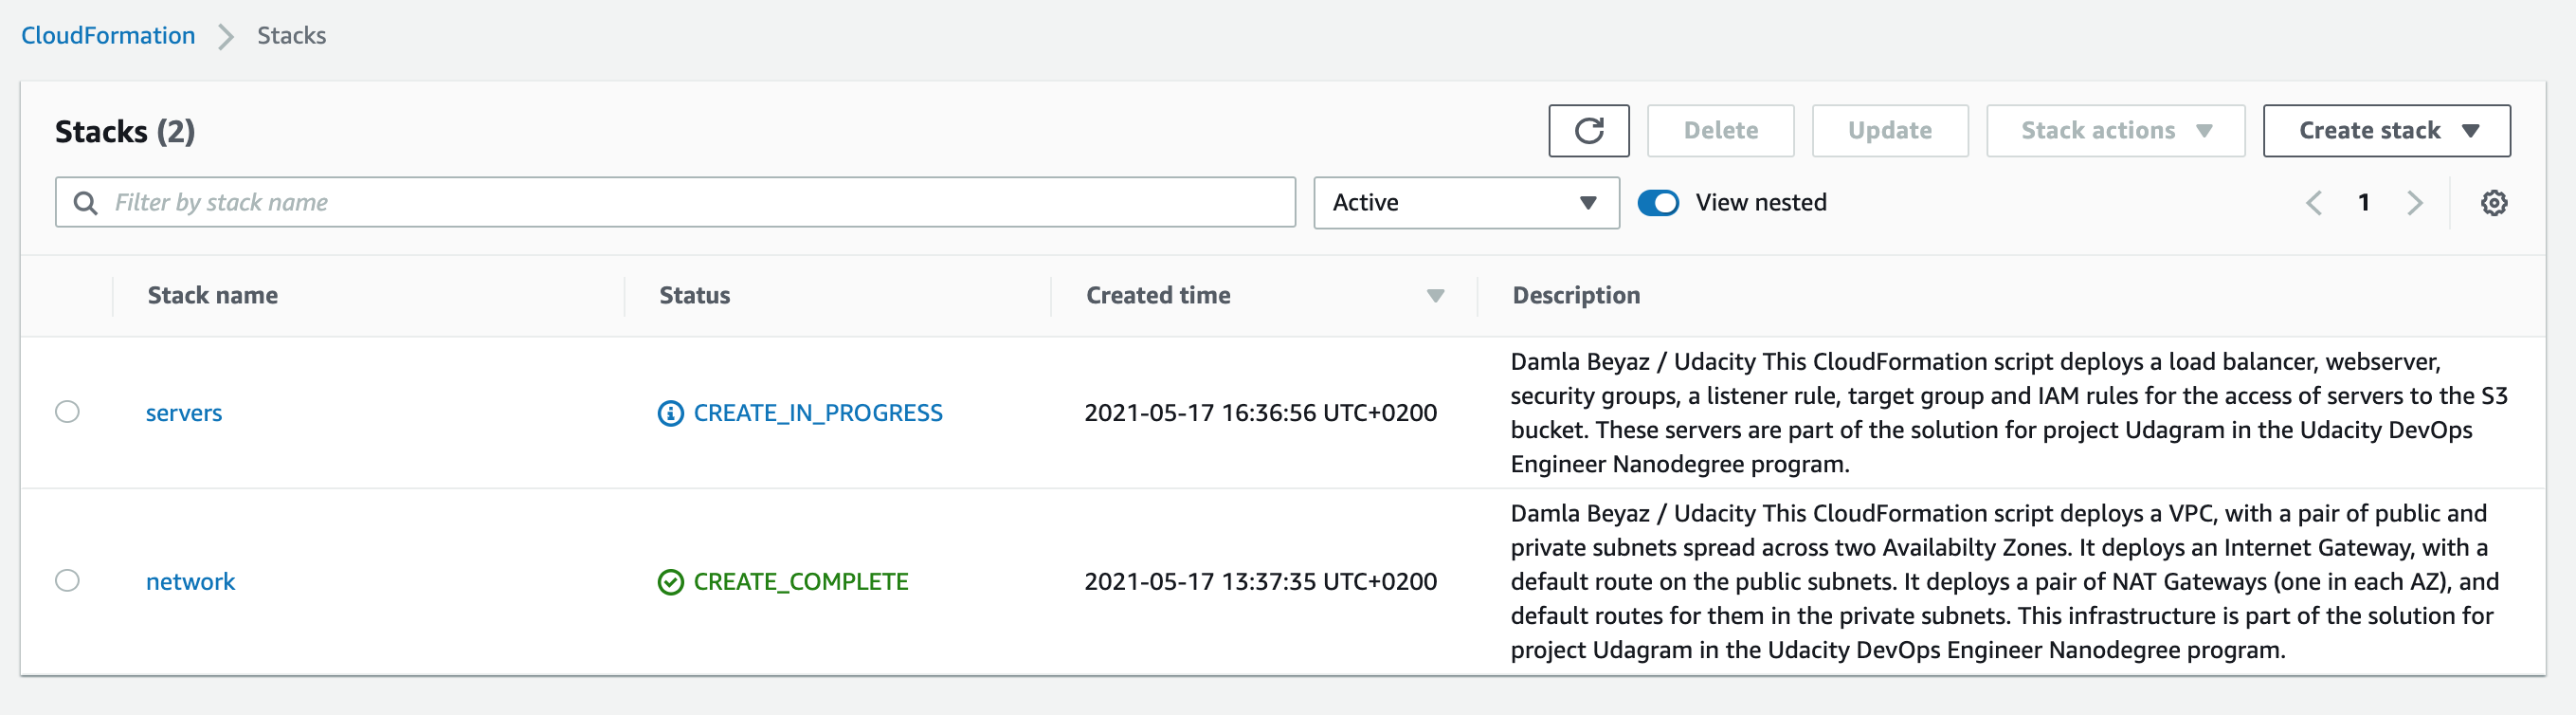 CloudFormation Stacks
Stacks (2)
Delete Update Stack actions Create stack
Filter by stack name Active View nested 1
Stack name Status Created time Description
servers CREATE_IN_PROGRESS 2021-05-17 16:36:56 UTC+0200
Damla Beyaz / Udacity This CloudFormation script deploys a load balancer, webserver,
security groups, a listener rule, target group and IAM rules for the access of servers to the S3
bucket. These servers are part of the solution for project Udagram in the Udacity DevOps
Engineer Nanodegree program.
network CREATE_COMPLETE 2021-05-17 13:37:35 UTC+0200
Damla Beyaz / Udacity This CloudFormation script deploys a VPC, with a pair of public and
private subnets spread across two Availabilty Zones. It deploys an Internet Gateway, with a
default route on the public subnets. It deploys a pair of NAT Gateways (one in each AZ), and
default routes for them in the private subnets. This infrastructure is part of the solution for
project Udagram in the Udacity DevOps Engineer Nanodegree program.